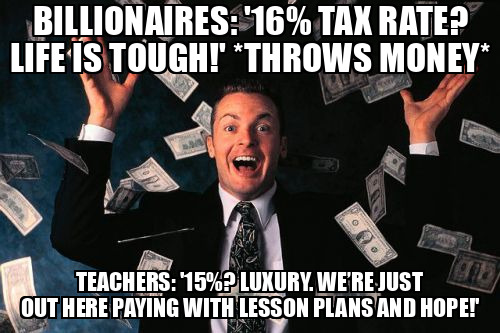 BILLIONAIRES: '16% TAX RATE?
LIFE IS TOUGH!' *THROWS MONEY*
TEACHERS: '15%? LUXURY. WE'RE JUST
OUT HERE PAYING WITH LESSON PLANS AND HOPE!'